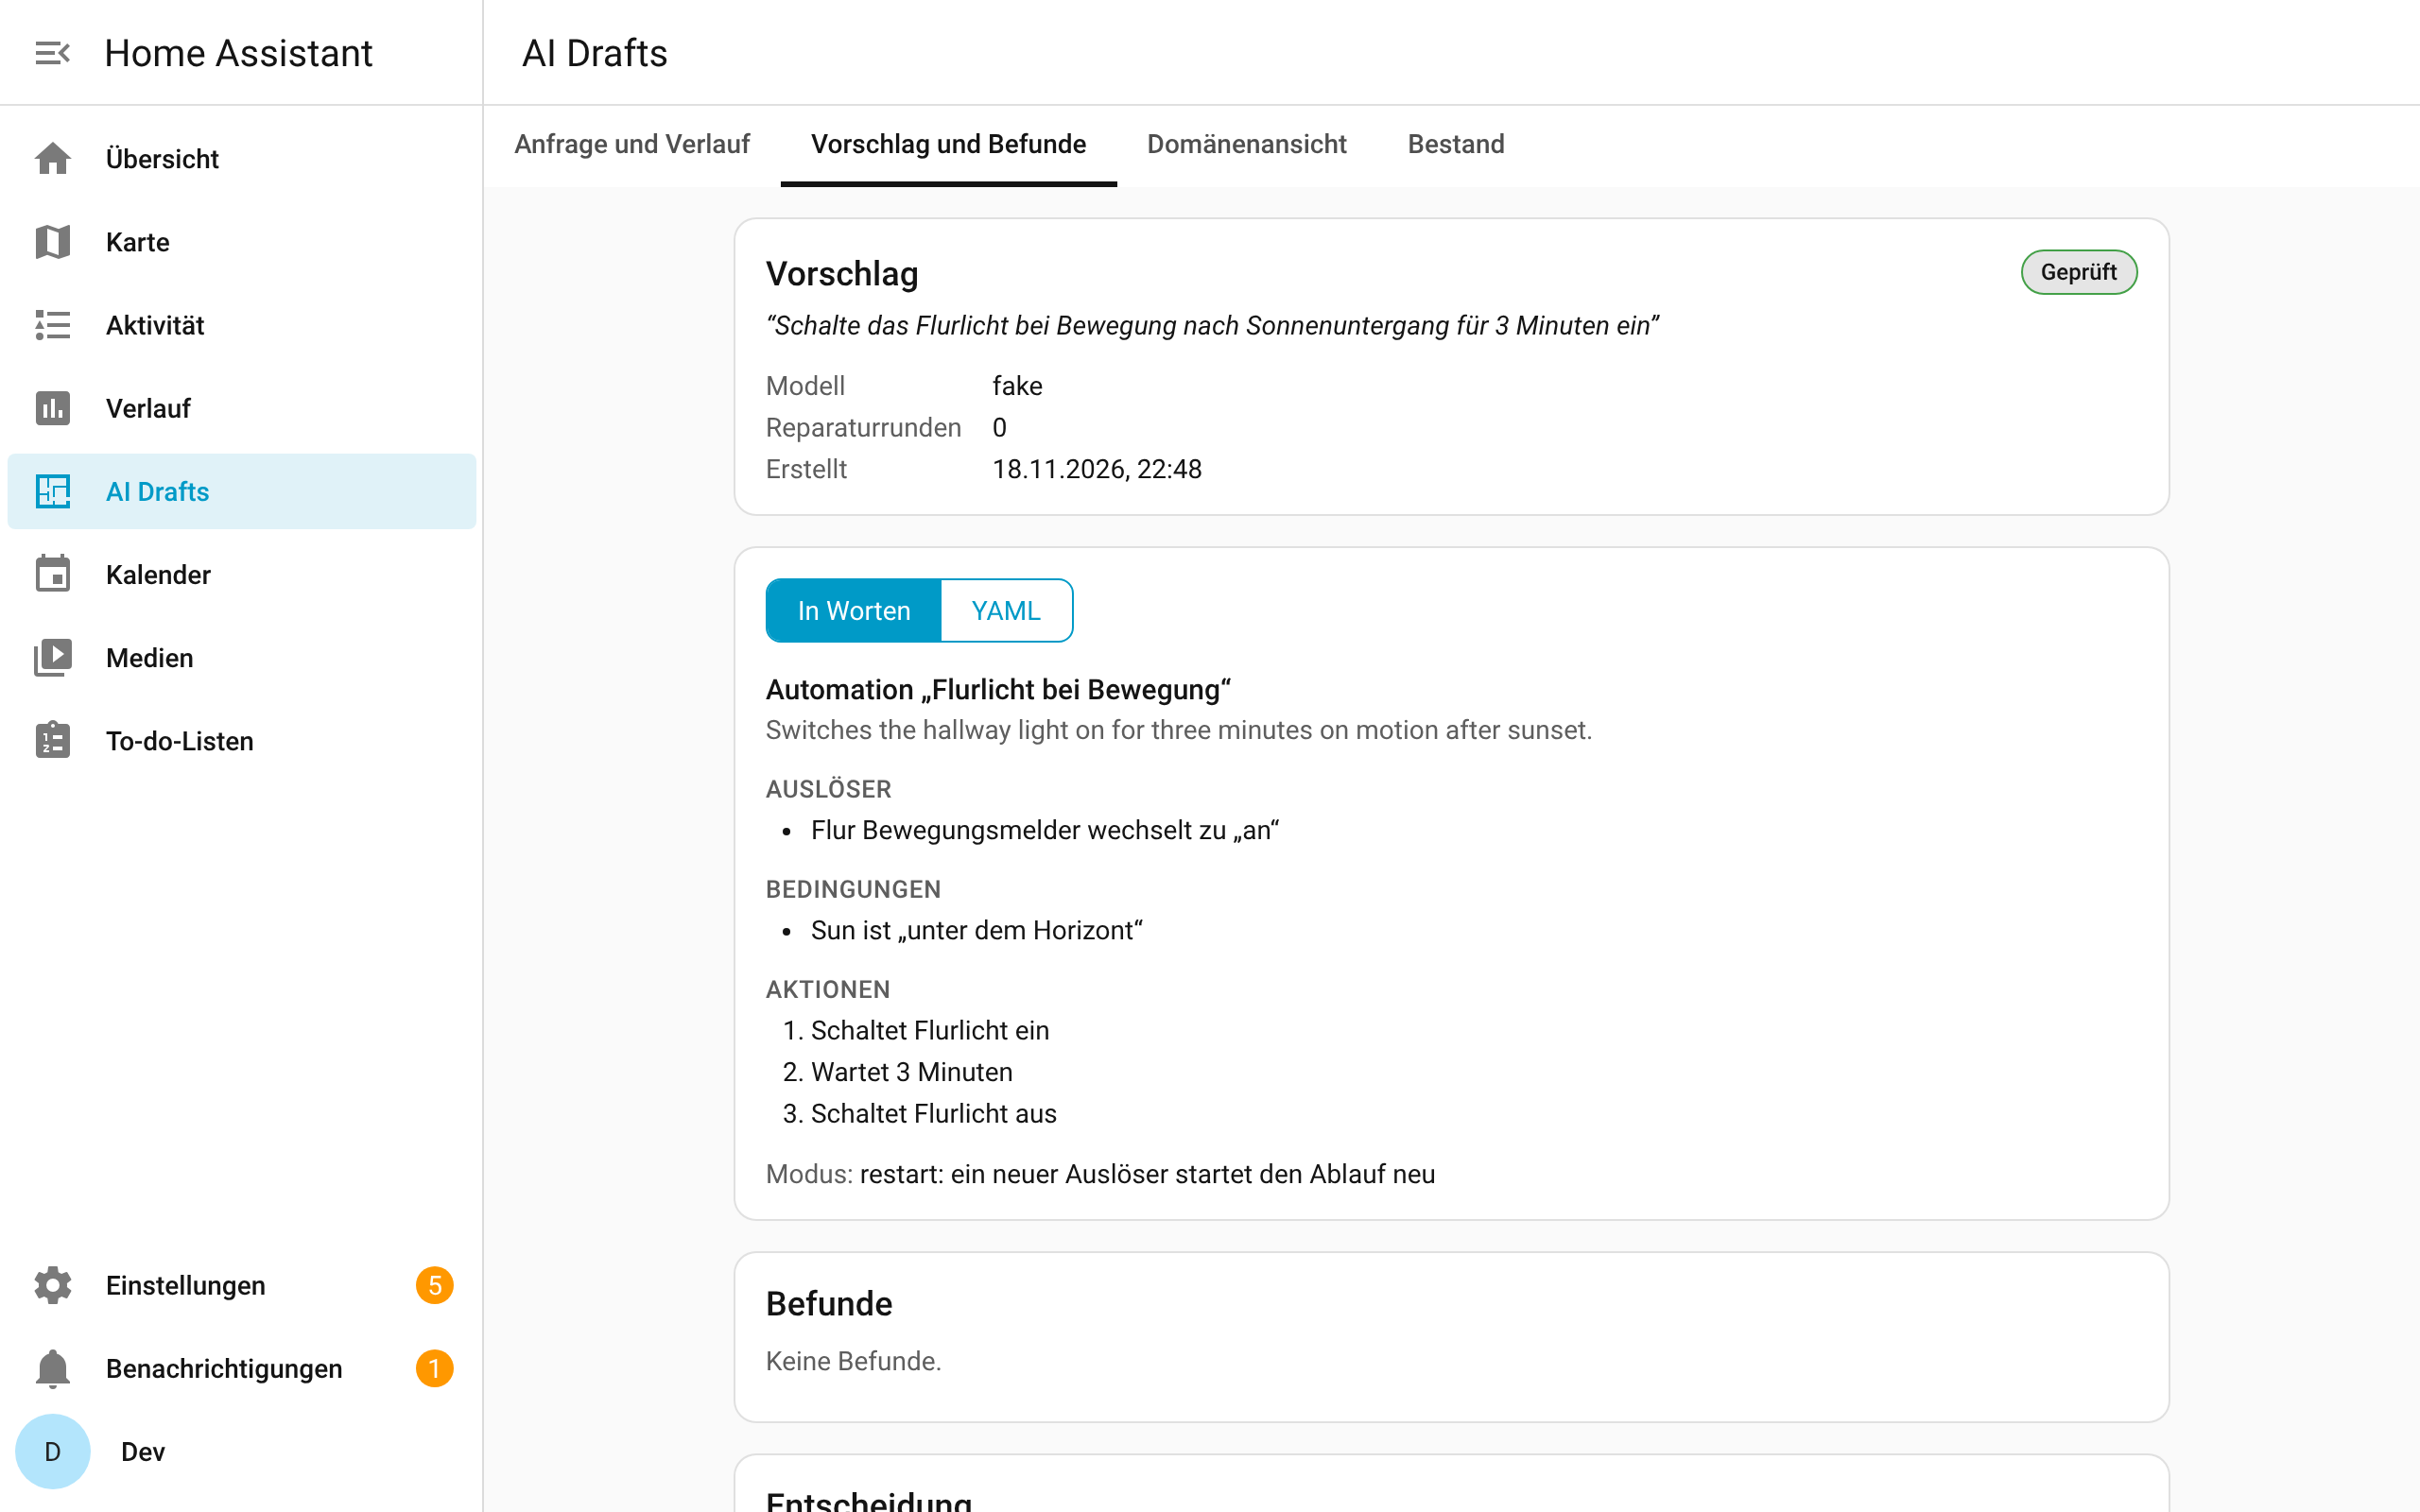 Home Assistant
Übersicht
Karte
Aktivität
Verlauf
AI Drafts
Kalender
Medien
To-do-Listen
Einstellungen 5
Benachrichtigungen 1
D Dev
AI Drafts
Anfrage und Verlauf Vorschlag und Befunde Domänenansicht Bestand
Vorschlag Geprüft
“Schalte das Flurlicht bei Bewegung nach Sonnenuntergang für 3 Minuten ein”
Modell fake
Reparaturrunden 0
Erstellt 18.11.2026, 22:48
In Worten YAML
Automation „Flurlicht bei Bewegung“
Switches the hallway light on for three minutes on motion after sunset.
AUSLÖSER
• Flur Bewegungsmelder wechselt zu „an“
BEDINGUNGEN
• Sun ist „unter dem Horizont“
AKTIONEN
1. Schaltet Flurlicht ein
2. Wartet 3 Minuten
3. Schaltet Flurlicht aus
Modus: restart: ein neuer Auslöser startet den Ablauf neu
Befunde
Keine Befunde.
Entscheidung